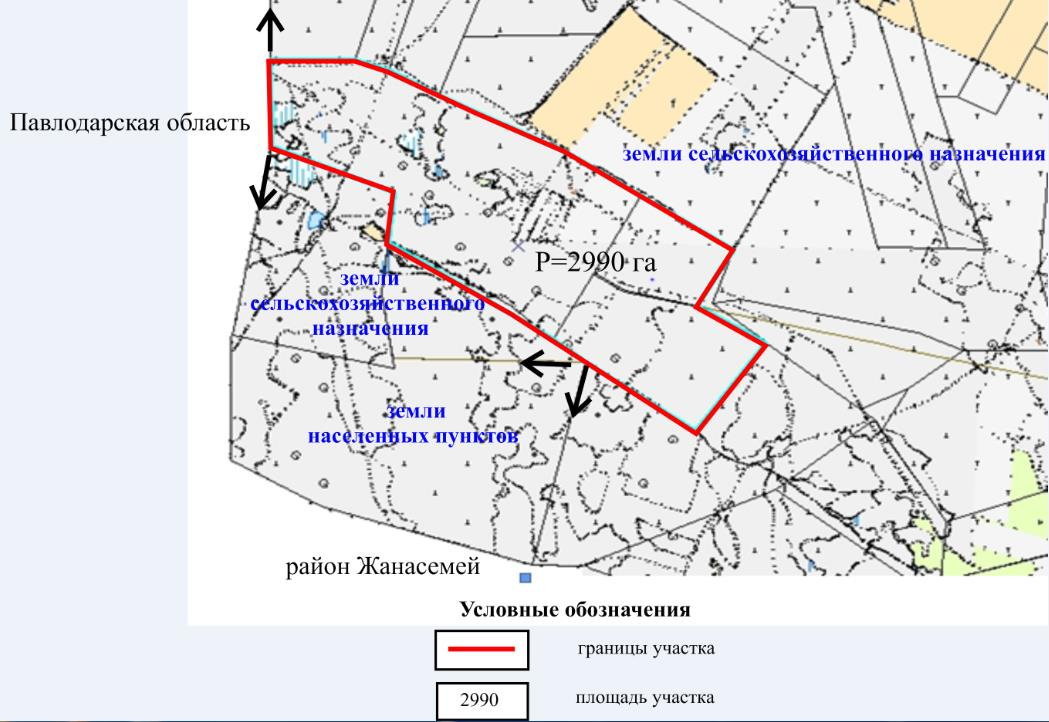 Павлодарская область
земли сельскохозяйственного назначения
P=2990 га
земли
сельскохозяйственного
назначения
земли
населенных пунктов
район Жанасемей
Условные обозначения
границы участка
2990 площадь участка